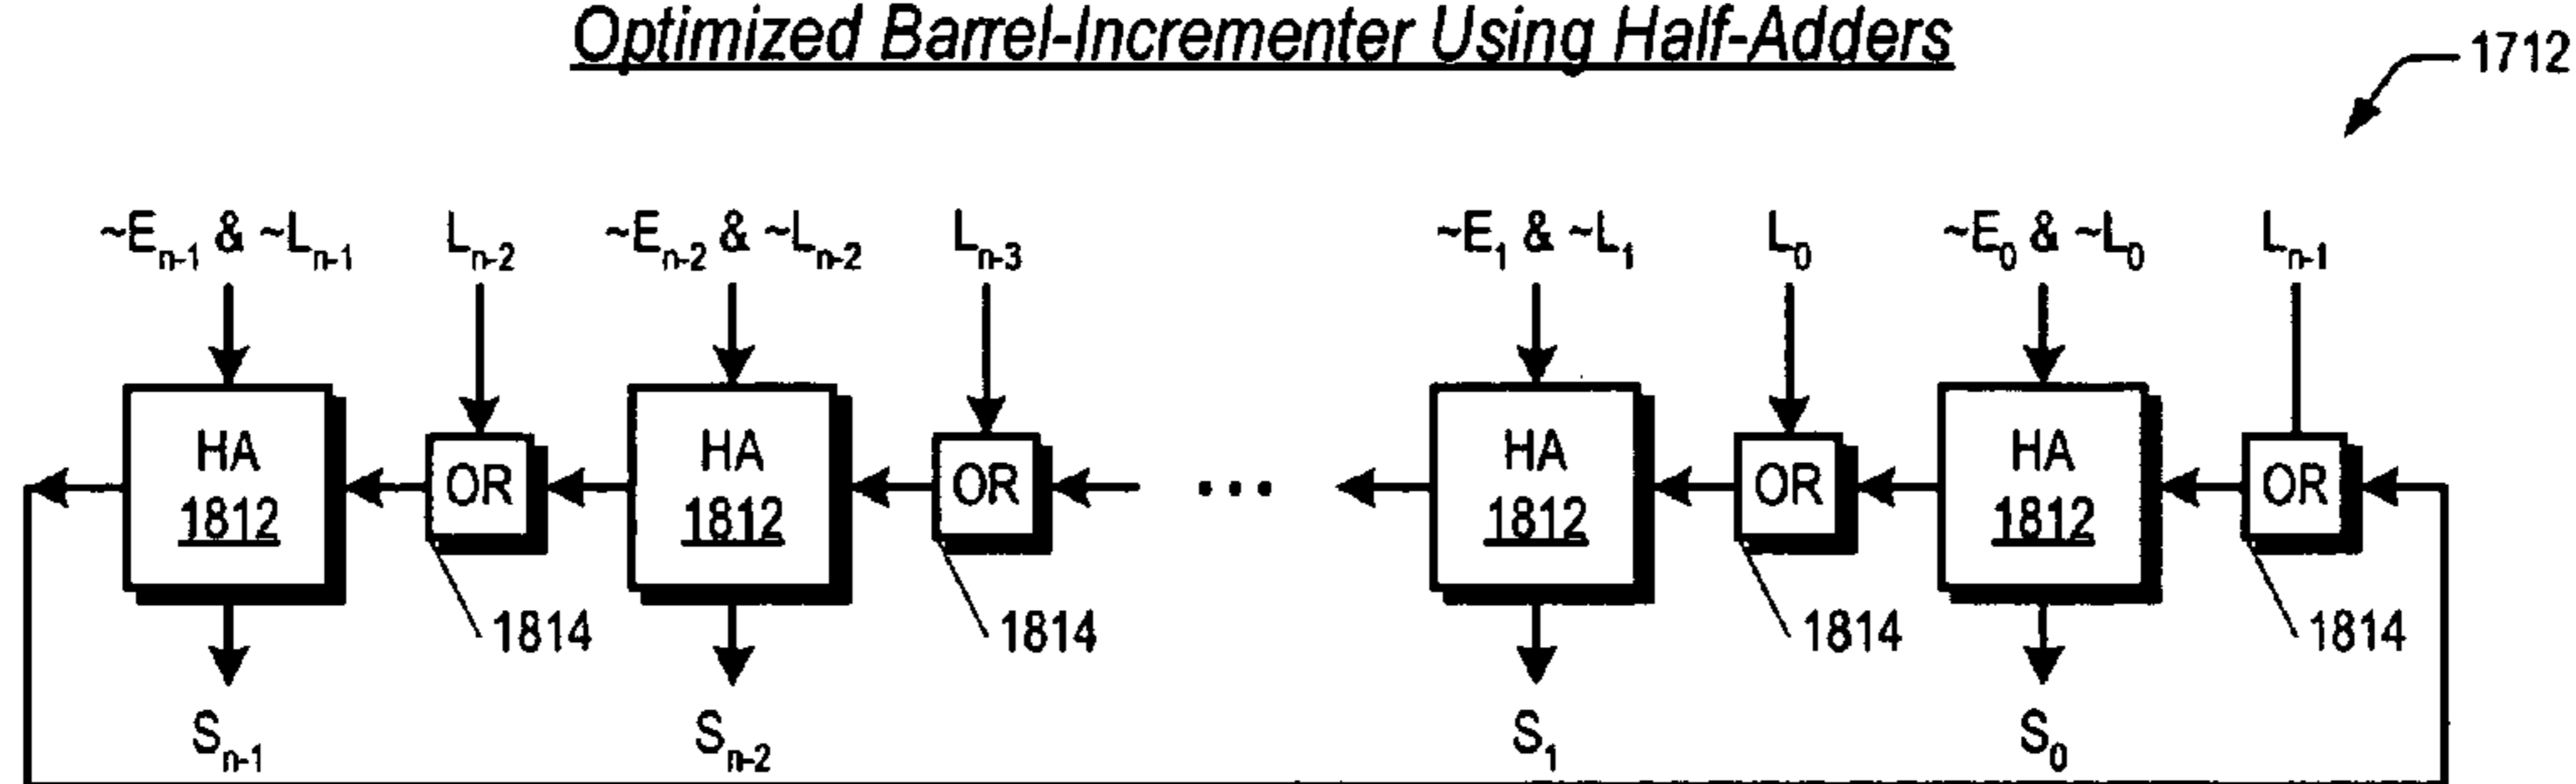 Optimized Barrel-Incrementer Using Half-Adders
1712
~Eₙ₋₁ & ~Lₙ₋₁ Lₙ₋₂ ~Eₙ₋₂ & ~Lₙ₋₂ Lₙ₋₃ ~E₁ & ~L₁ L₀ ~E₀ & ~L₀ Lₙ₋₁
HA HA HA HA
OR OR ... OR OR
1812 1812 1812 1812
1814 1814 1814 1814
Sₙ₋₁ Sₙ₋₂ S₁ S₀